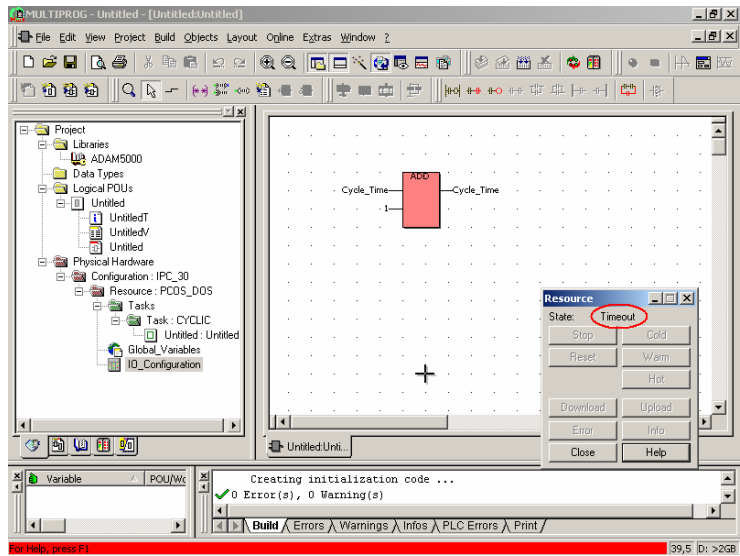 MULTIPROG - Untitled - [Untitled:Untitled]
File Edit View Project Build Objects Layout Online Extras Window ?
Project
Libraries
ADAM5000
Data Types
Logical POUs
Untitled
UntitledT
UntitledV
Untitled
Physical Hardware
Configuration : IPC_30
Resource : PCOS_DOS
Tasks
Task : CYCLIC
Untitled : Untitled
Global_Variables
IO_Configuration
ADD
Cycle_Time
Cycle_Time
1
Resource
State: Timeout
Stop Cold
Reset Warm
Hot
Download Upload
Error Info
Close Help
Untitled:Unti...
Variable POU/Wc
Creating initialization code ...
0 Error(s), 0 Warning(s)
Build Errors Warnings Infos PLC Errors Print
For Help, press F1
39,5 D: >2GB